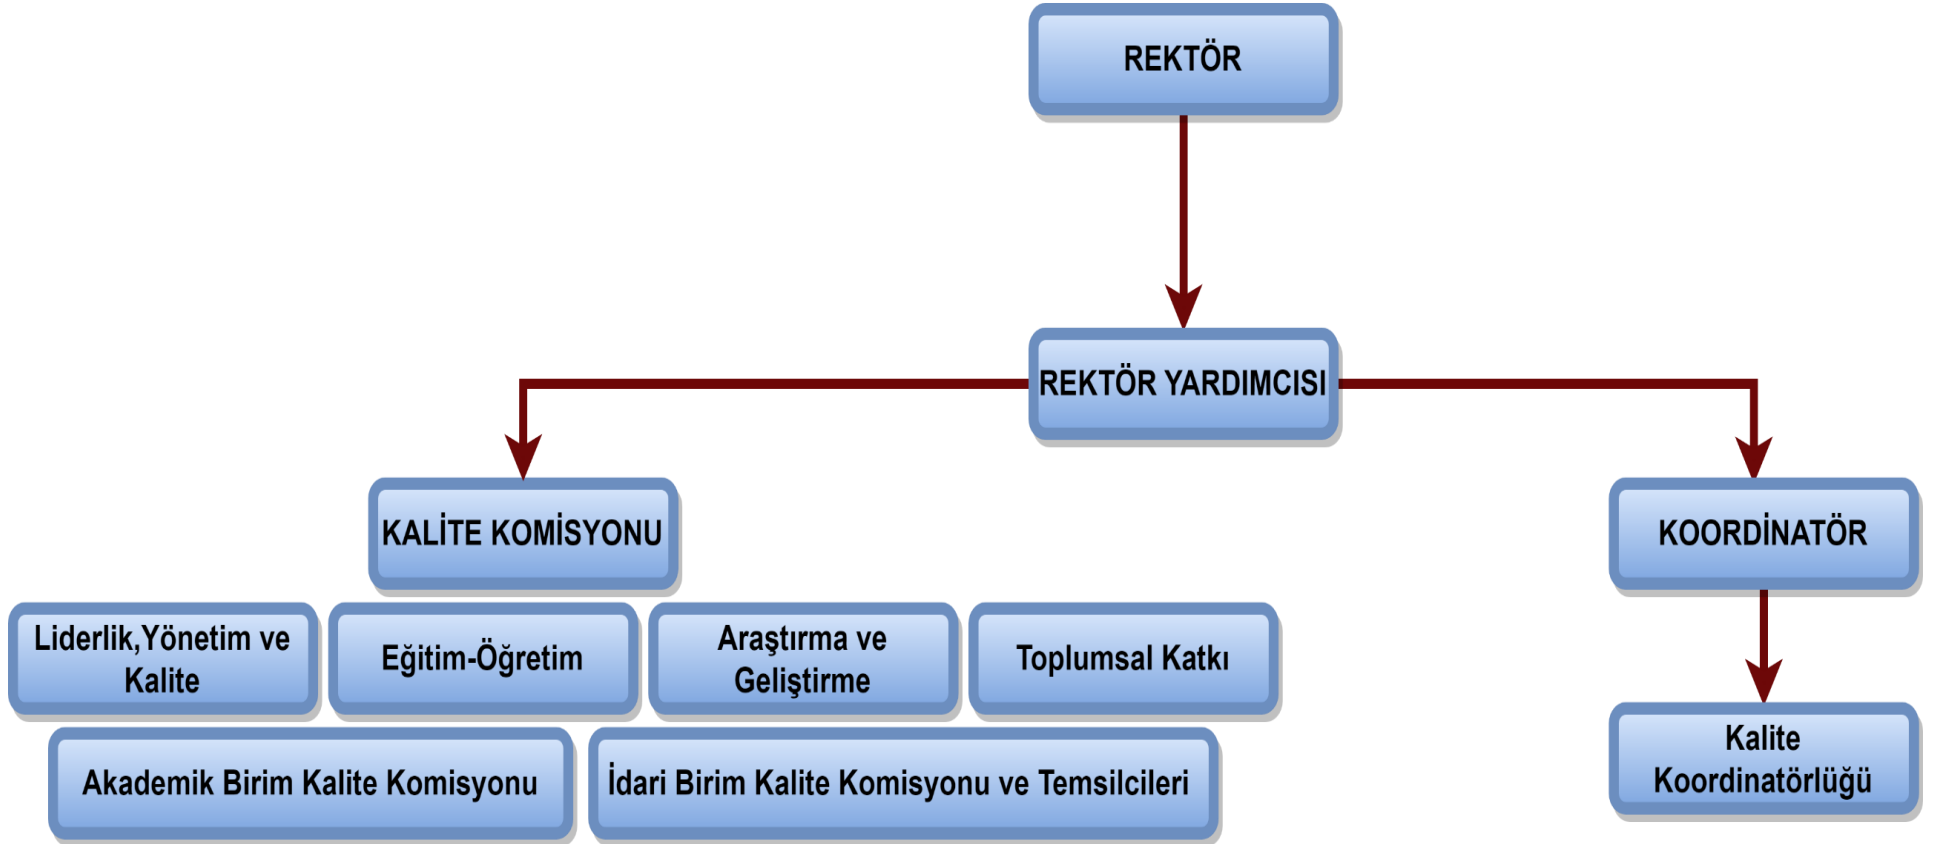 REKTÖR
REKTÖR YARDIMCISI
KALİTE KOMİSYONU
KOORDİNATÖR
Liderlik,Yönetim ve
Kalite
Eğitim-Öğretim
Araştırma ve
Geliştirme
Toplumsal Katkı
Kalite
Koordinatörlüğü
Akademik Birim Kalite Komisyonu
İdari Birim Kalite Komisyonu ve Temsilcileri